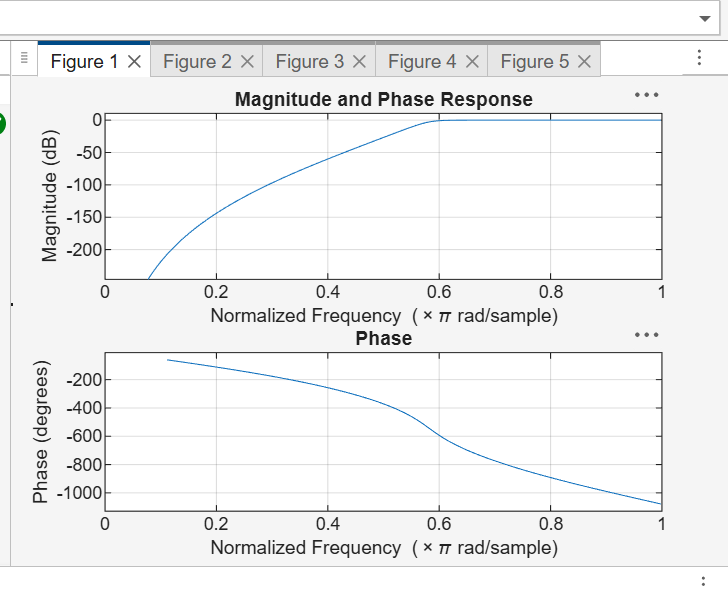 Figure 1 Figure 2 Figure 3 Figure 4 Figure 5
Magnitude and Phase Response
Magnitude (dB)
0
-50
-100
-150
-200
0 0.2 0.4 0.6 0.8 1
Normalized Frequency (× π rad/sample)
Phase
Phase (degrees)
-200
-400
-600
-800
-1000
0 0.2 0.4 0.6 0.8 1
Normalized Frequency (× π rad/sample)